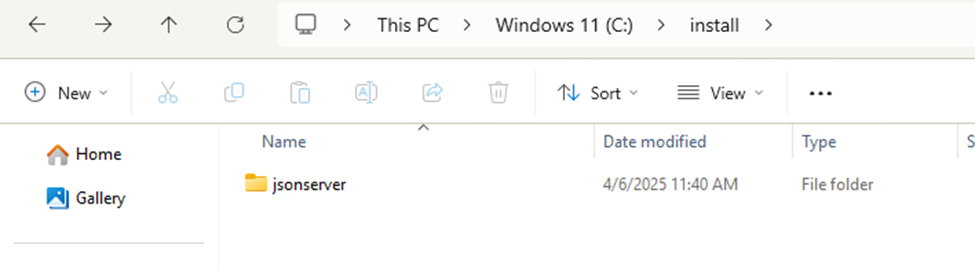 This PC > Windows 11 (C:) > install >
New Sort View ...
Name Date modified Type S
Home
jsonserver 4/6/2025 11:40 AM File folder
Gallery